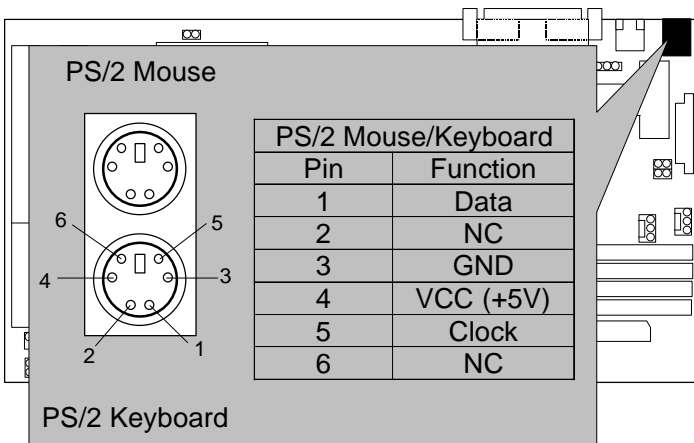 PS/2 Mouse
PS/2 Mouse/Keyboard
Pin Function
1 Data
2 NC
3 GND
4 VCC (+5V)
5 Clock
6 NC
6 5
4 3
2 1
PS/2 Keyboard